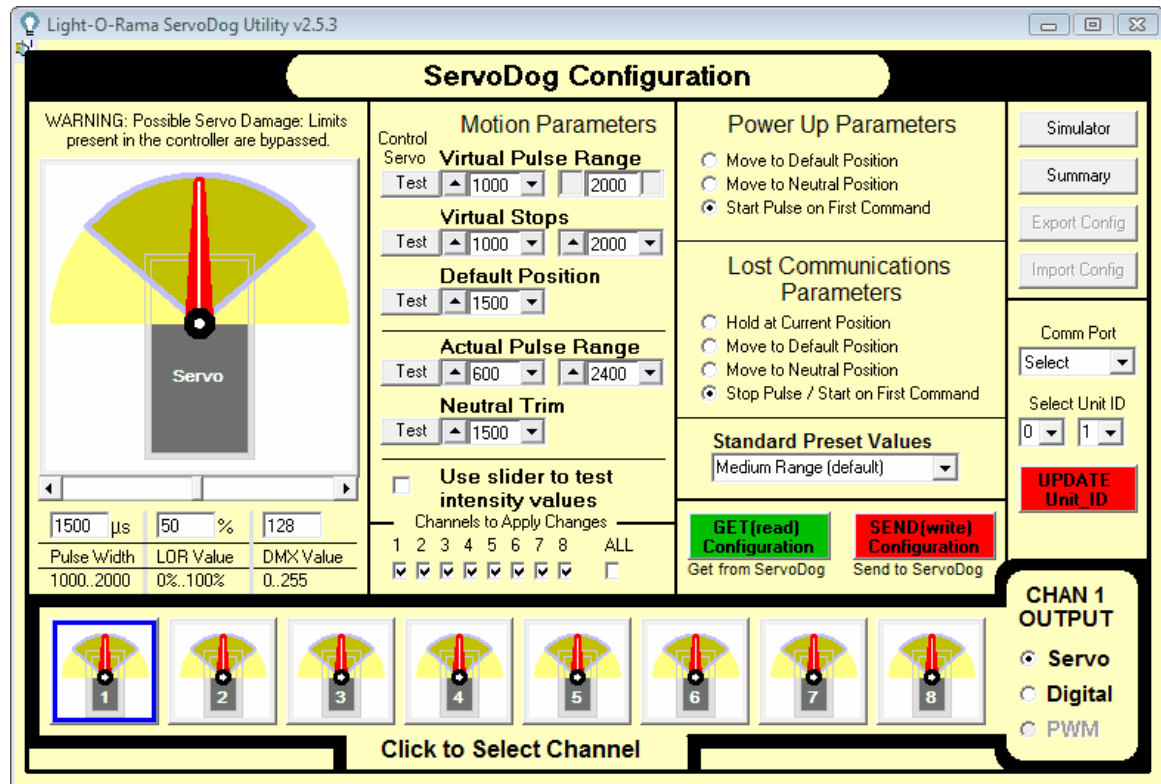 Light-O-Rama ServoDog Utility v2.5.3
ServoDog Configuration
WARNING: Possible Servo Damage: Limits
present in the controller are bypassed.
Servo
1500 µs
50 %
128
Pulse Width
LOR Value
DMX Value
1000..2000
0%..100%
0..255
Motion Parameters
Control
Servo
Virtual Pulse Range
Test
1000
2000
Virtual Stops
Test
1000
2000
Default Position
Test
1500
Actual Pulse Range
Test
600
2400
Neutral Trim
Test
1500
Use slider to test
intensity values
Channels to Apply Changes
1 2 3 4 5 6 7 8 ALL
Power Up Parameters
Move to Default Position
Move to Neutral Position
Start Pulse on First Command
Lost Communications
Parameters
Hold at Current Position
Move to Default Position
Move to Neutral Position
Stop Pulse / Start on First Command
Standard Preset Values
Medium Range (default)
GET(read)
Configuration
Get from ServoDog
SEND(write)
Configuration
Send to ServoDog
Simulator
Summary
Export Config
Import Config
Comm Port
Select
Select Unit ID
0 1
UPDATE
Unit_ID
CHAN 1
OUTPUT
Servo
Digital
PWM
1 2 3 4 5 6 7 8
Click to Select Channel